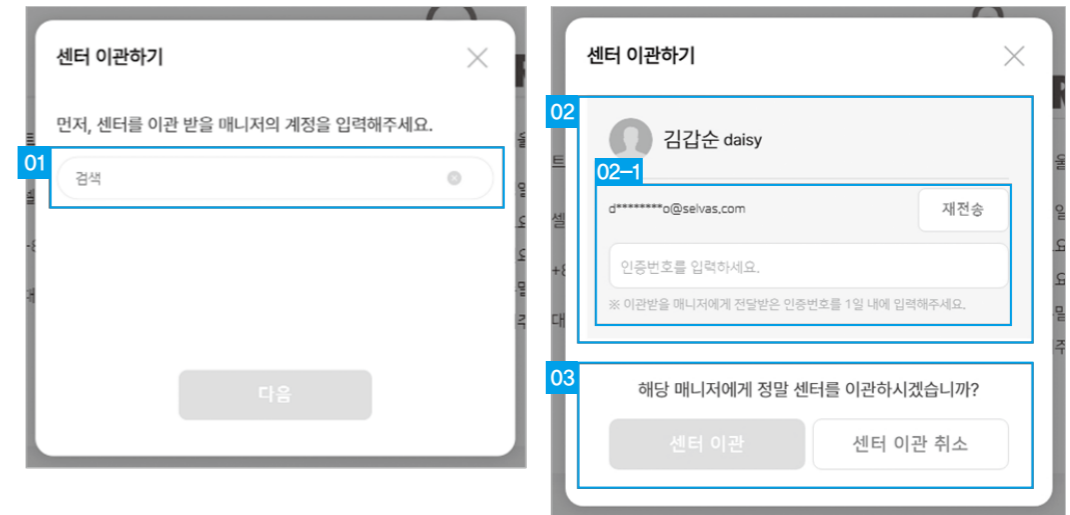 센터 이관하기
먼저, 센터를 이관 받을 매니저의 계정을 입력해주세요.
01
검색
다음
센터 이관하기
02
김갑순 daisy
02-1
d********o@selvas.com
재전송
인증번호를 입력하세요.
※ 이관받을 매니저에게 전달받은 인증번호를 1일 내에 입력해주세요.
03
해당 매니저에게 정말 센터를 이관하시겠습니까?
센터 이관
센터 이관 취소